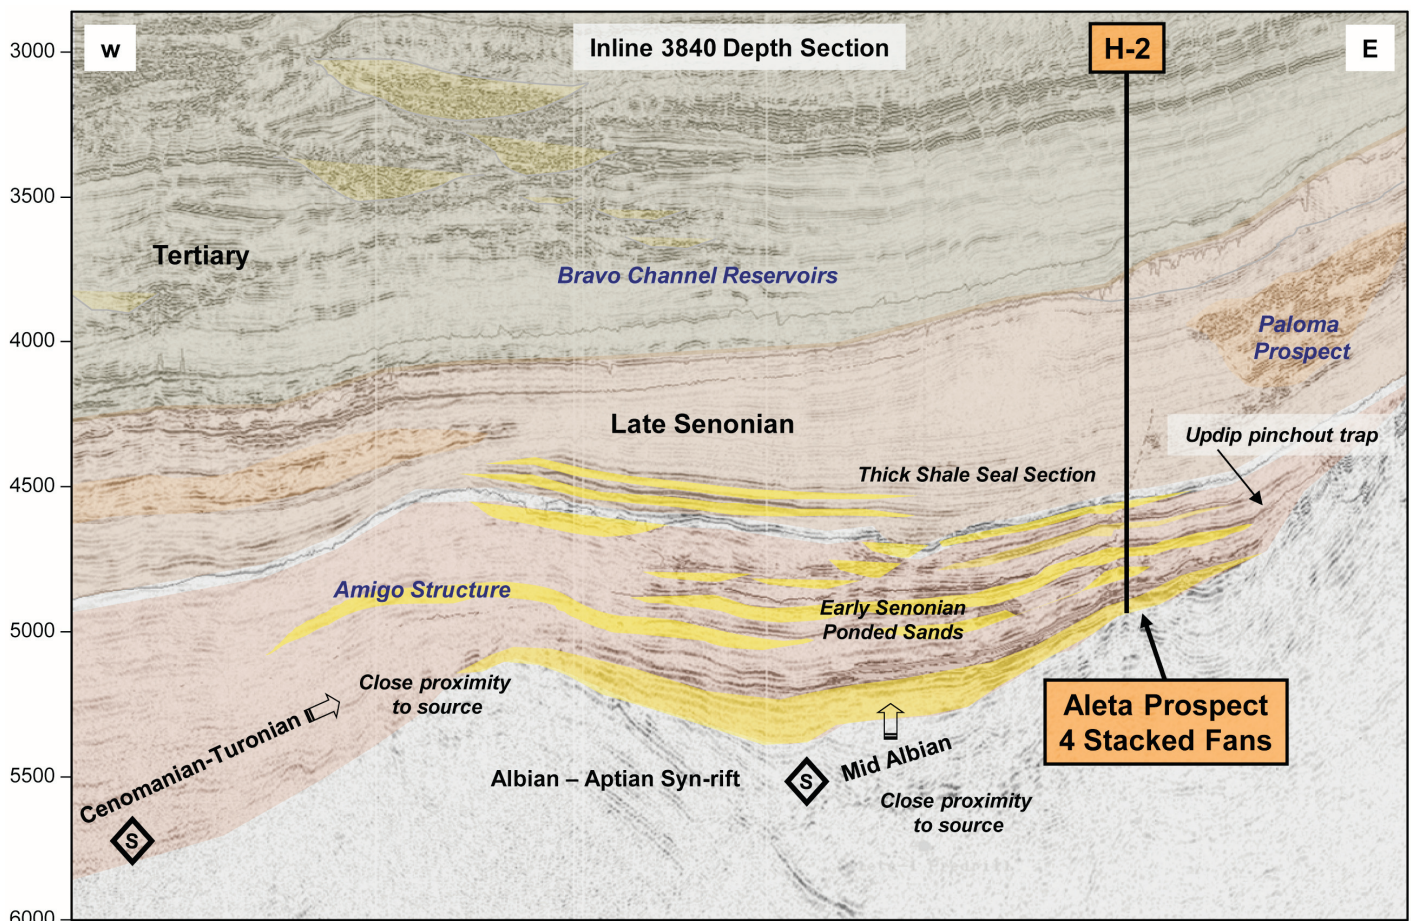 W
Inline 3840 Depth Section
H-2
E
3000
3500
4000
4500
5000
5500
6000
Tertiary
Bravo Channel Reservoirs
Paloma
Prospect
Late Senonian
Updip pinchout trap
Thick Shale Seal Section
Amigo Structure
Early Senonian
Ponded Sands
Close proximity
to source
Cenomanian-Turonian
S
Aleta Prospect
4 Stacked Fans
Albian – Aptian Syn-rift
S
Mid Albian
Close proximity
to source